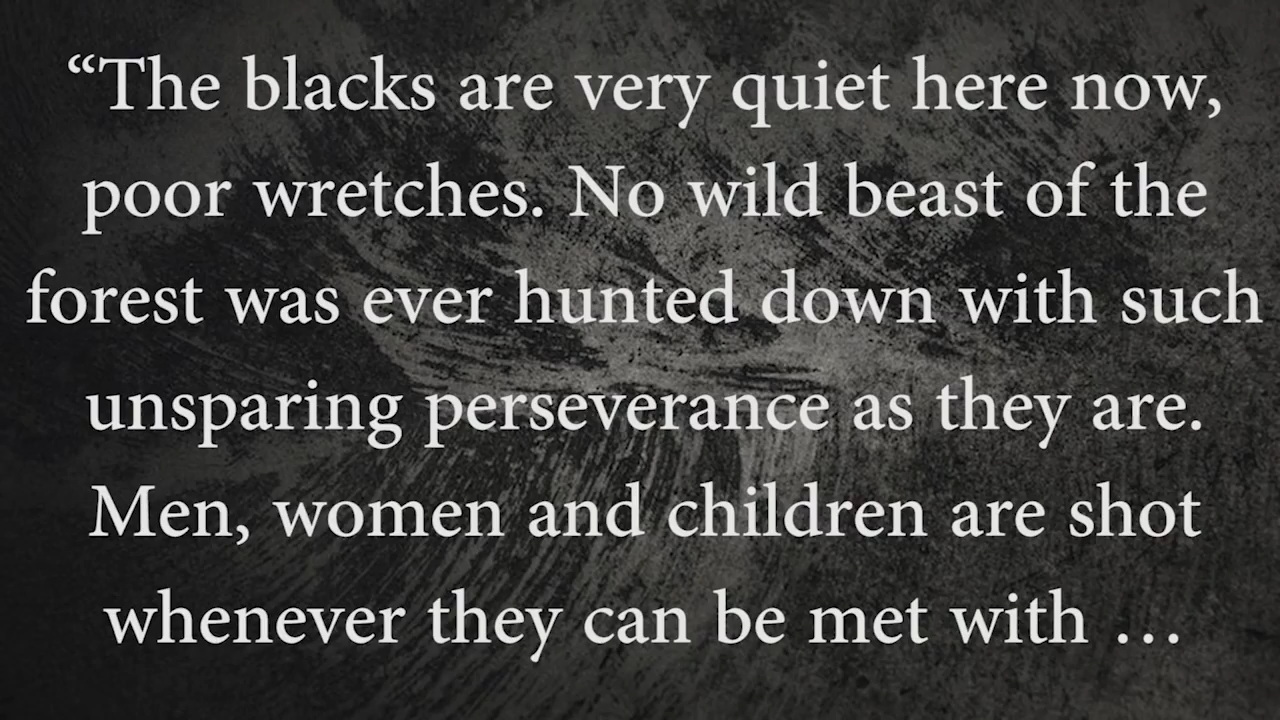 “The blacks are very quiet here now,
poor wretches. No wild beast of the
forest was ever hunted down with such
unsparing perseverance as they are.
Men, women and children are shot
whenever they can be met with …